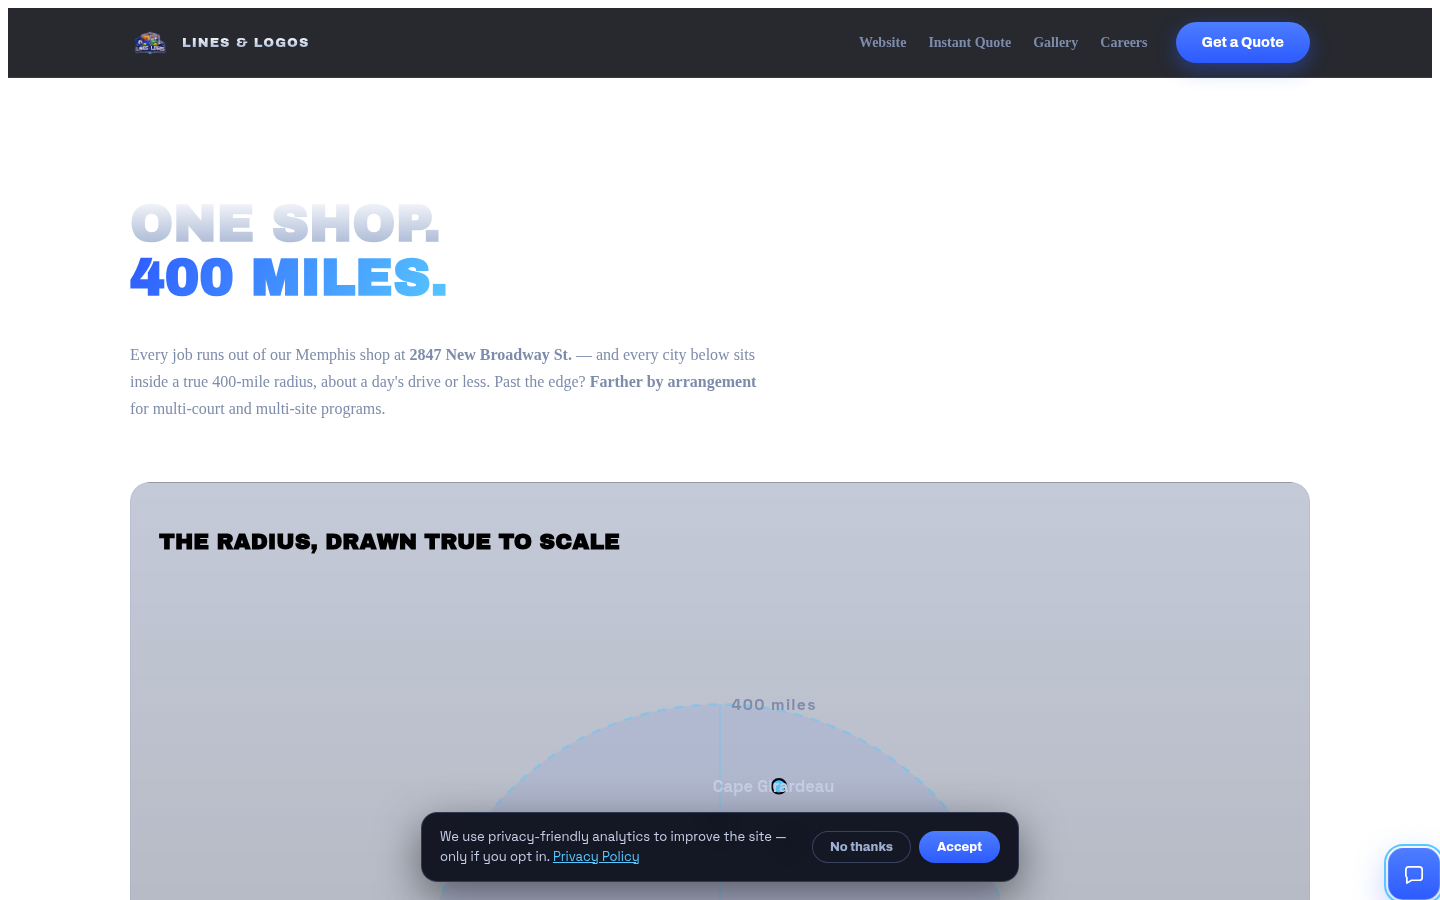 LINES & LOGOS
Website
Instant Quote
Gallery
Careers
Get a Quote
ONE SHOP.
400 MILES.
Every job runs out of our Memphis shop at 2847 New Broadway St. — and every city below sits
inside a true 400-mile radius, about a day's drive or less. Past the edge? Farther by arrangement
for multi-court and multi-site programs.
THE RADIUS, DRAWN TRUE TO SCALE
400 miles
Cape Girardeau
We use privacy-friendly analytics to improve the site —
only if you opt in. Privacy Policy
No thanks
Accept